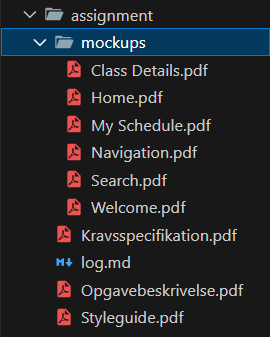 assignment
mockups
Class Details.pdf
Home.pdf
My Schedule.pdf
Navigation.pdf
Search.pdf
Welcome.pdf
Kravsspecifikation.pdf
log.md
Opgavebeskrivelse.pdf
Styleguide.pdf